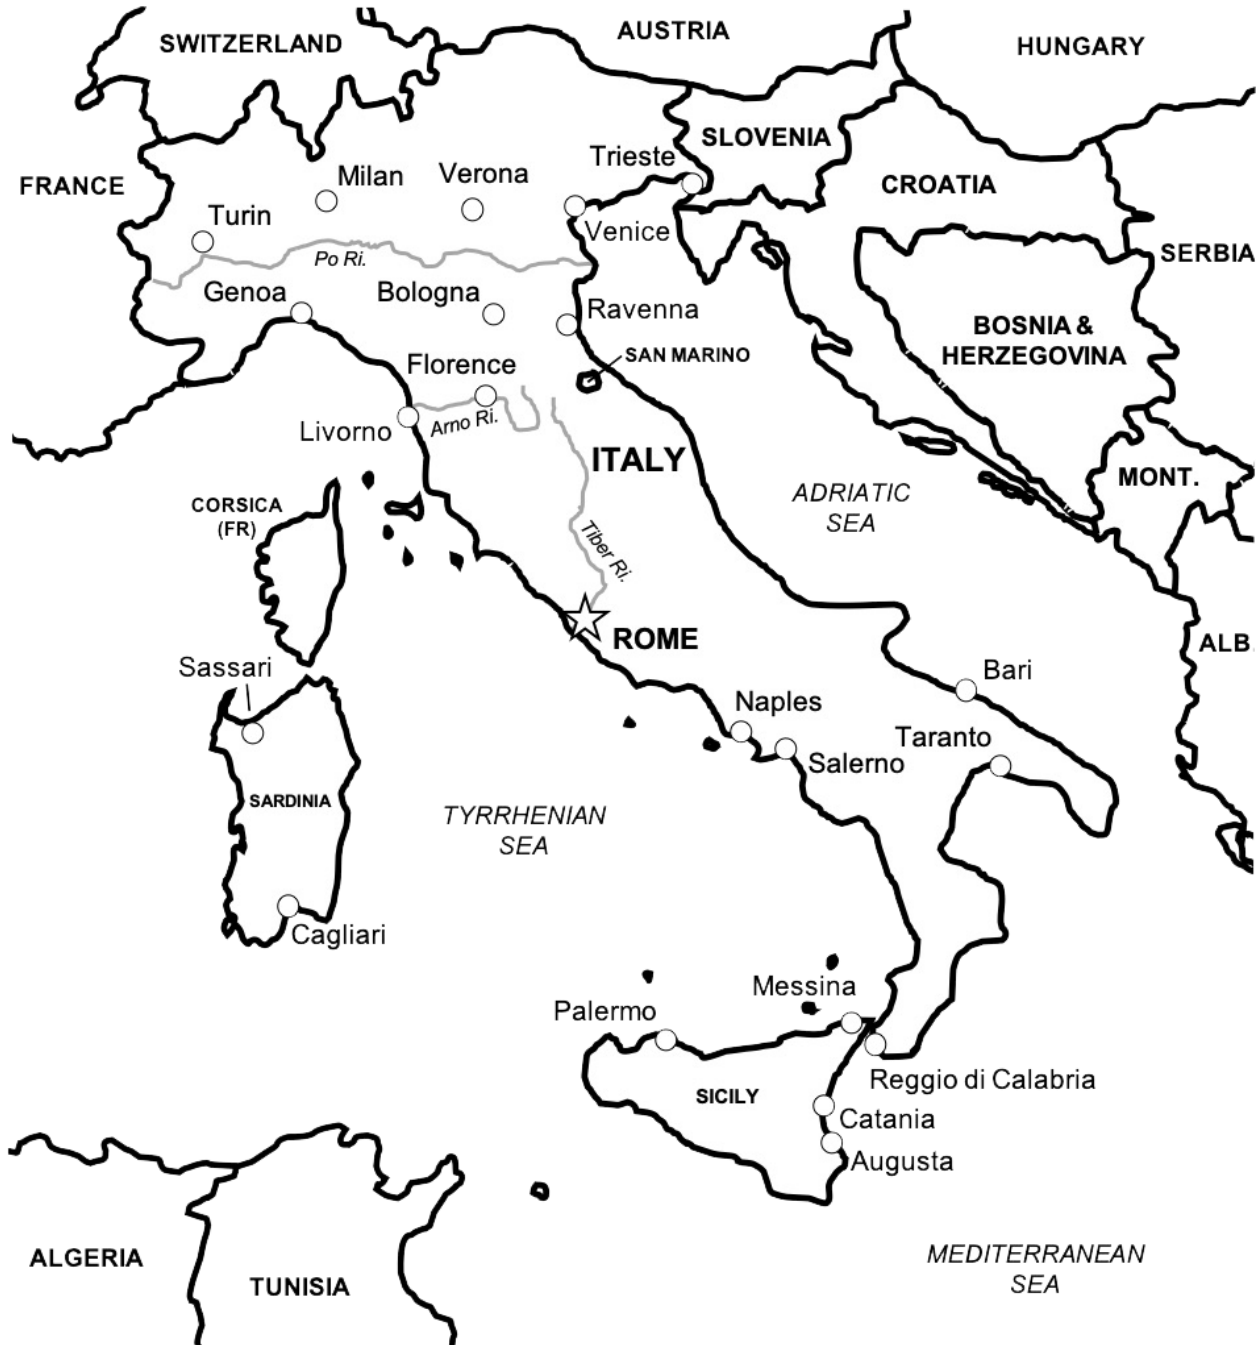 SWITZERLAND
AUSTRIA
HUNGARY
SLOVENIA
FRANCE
Milan
Verona
Trieste
CROATIA
Turin
Venice
SERBIA
Po Ri.
Genoa
Bologna
Ravenna
BOSNIA &
HERZEGOVINA
SAN MARINO
Florence
Livorno
Arno Ri.
ITALY
MONT.
CORSICA
(FR)
ADRIATIC
SEA
Tiber Ri.
ROME
ALB.
Sassari
Bari
Naples
Taranto
Salerno
SARDINIA
TYRRHENIAN
SEA
Cagliari
Messina
Palermo
Reggio di Calabria
SICILY
Catania
Augusta
ALGERIA
TUNISIA
MEDITERRANEAN
SEA